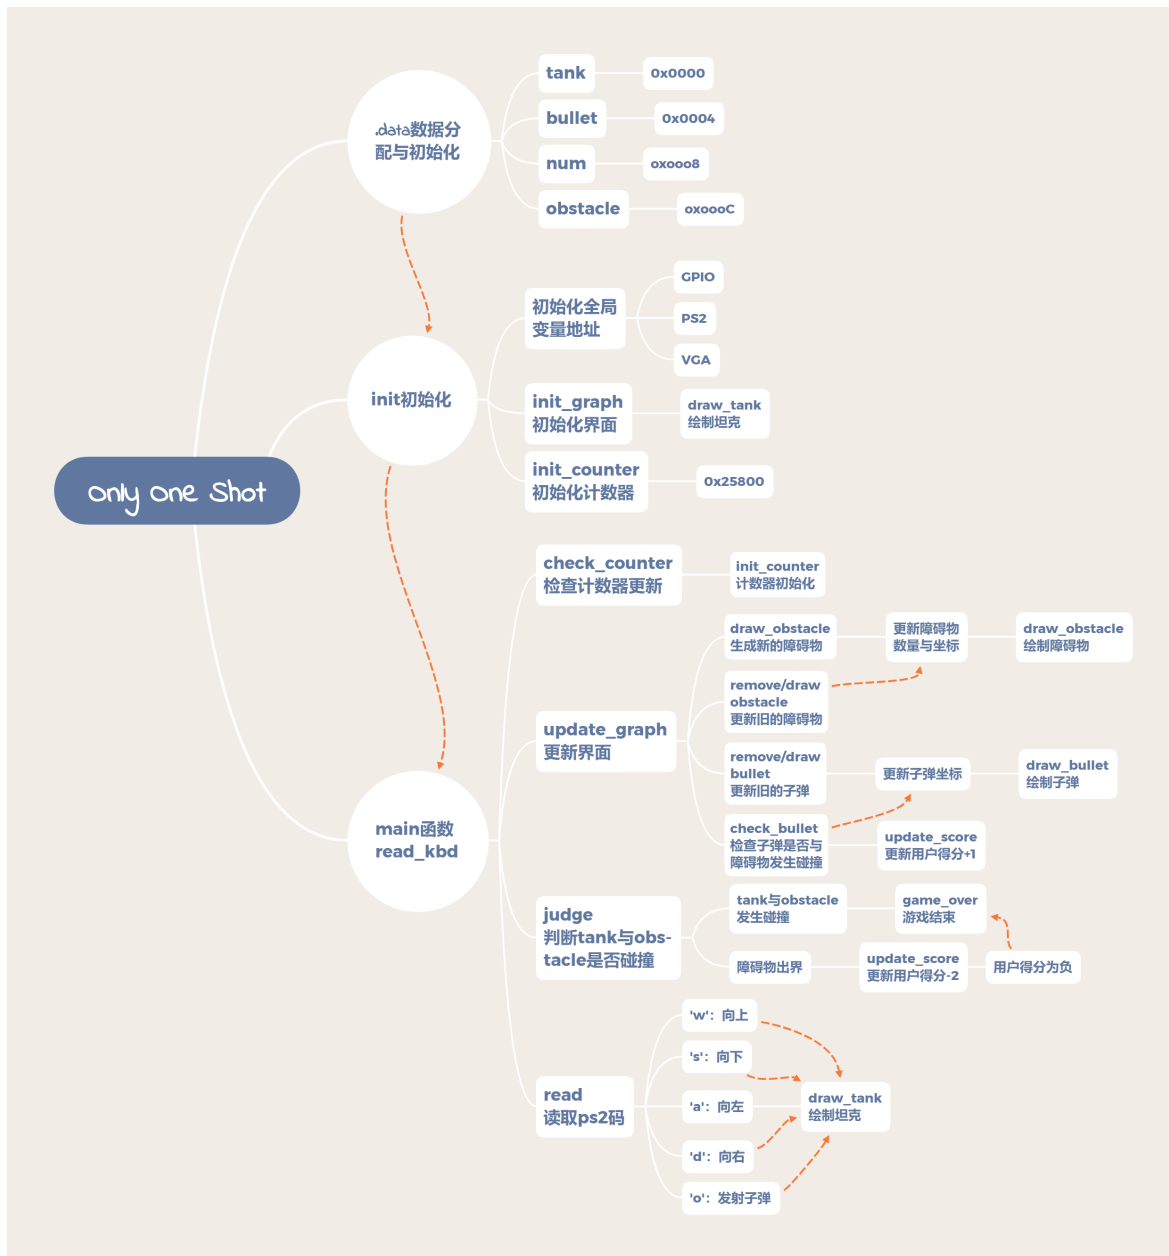 .data数据分
配与初始化
tank
0x0000
bullet
0x0004
num
oxooo8
obstacle
oxoooC
init初始化
初始化全局
变量地址
GPIO
PS2
VGA
init_graph
初始化界面
draw_tank
绘制坦克
init_counter
初始化计数器
0x25800
Only One Shot
main函数
read_kbd
check_counter
检查计数器更新
init_counter
计数器初始化
update_graph
更新界面
draw_obstacle
生成新的障碍物
更新障碍物
数量与坐标
draw_obstacle
绘制障碍物
remove/draw
obstacle
更新旧的障碍物
remove/draw
bullet
更新旧的子弹
更新子弹坐标
draw_bullet
绘制子弹
check_bullet
检查子弹是否与
障碍物发生碰撞
update_score
更新用户得分+1
judge
判断tank与obs-
tacle是否碰撞
tank与obstacle
发生碰撞
game_over
游戏结束
障碍物出界
update_score
更新用户得分-2
用户得分为负
read
读取ps2码
'w'：向上
's'：向下
'a'：向左
'd'：向右
'o'：发射子弹
draw_tank
绘制坦克